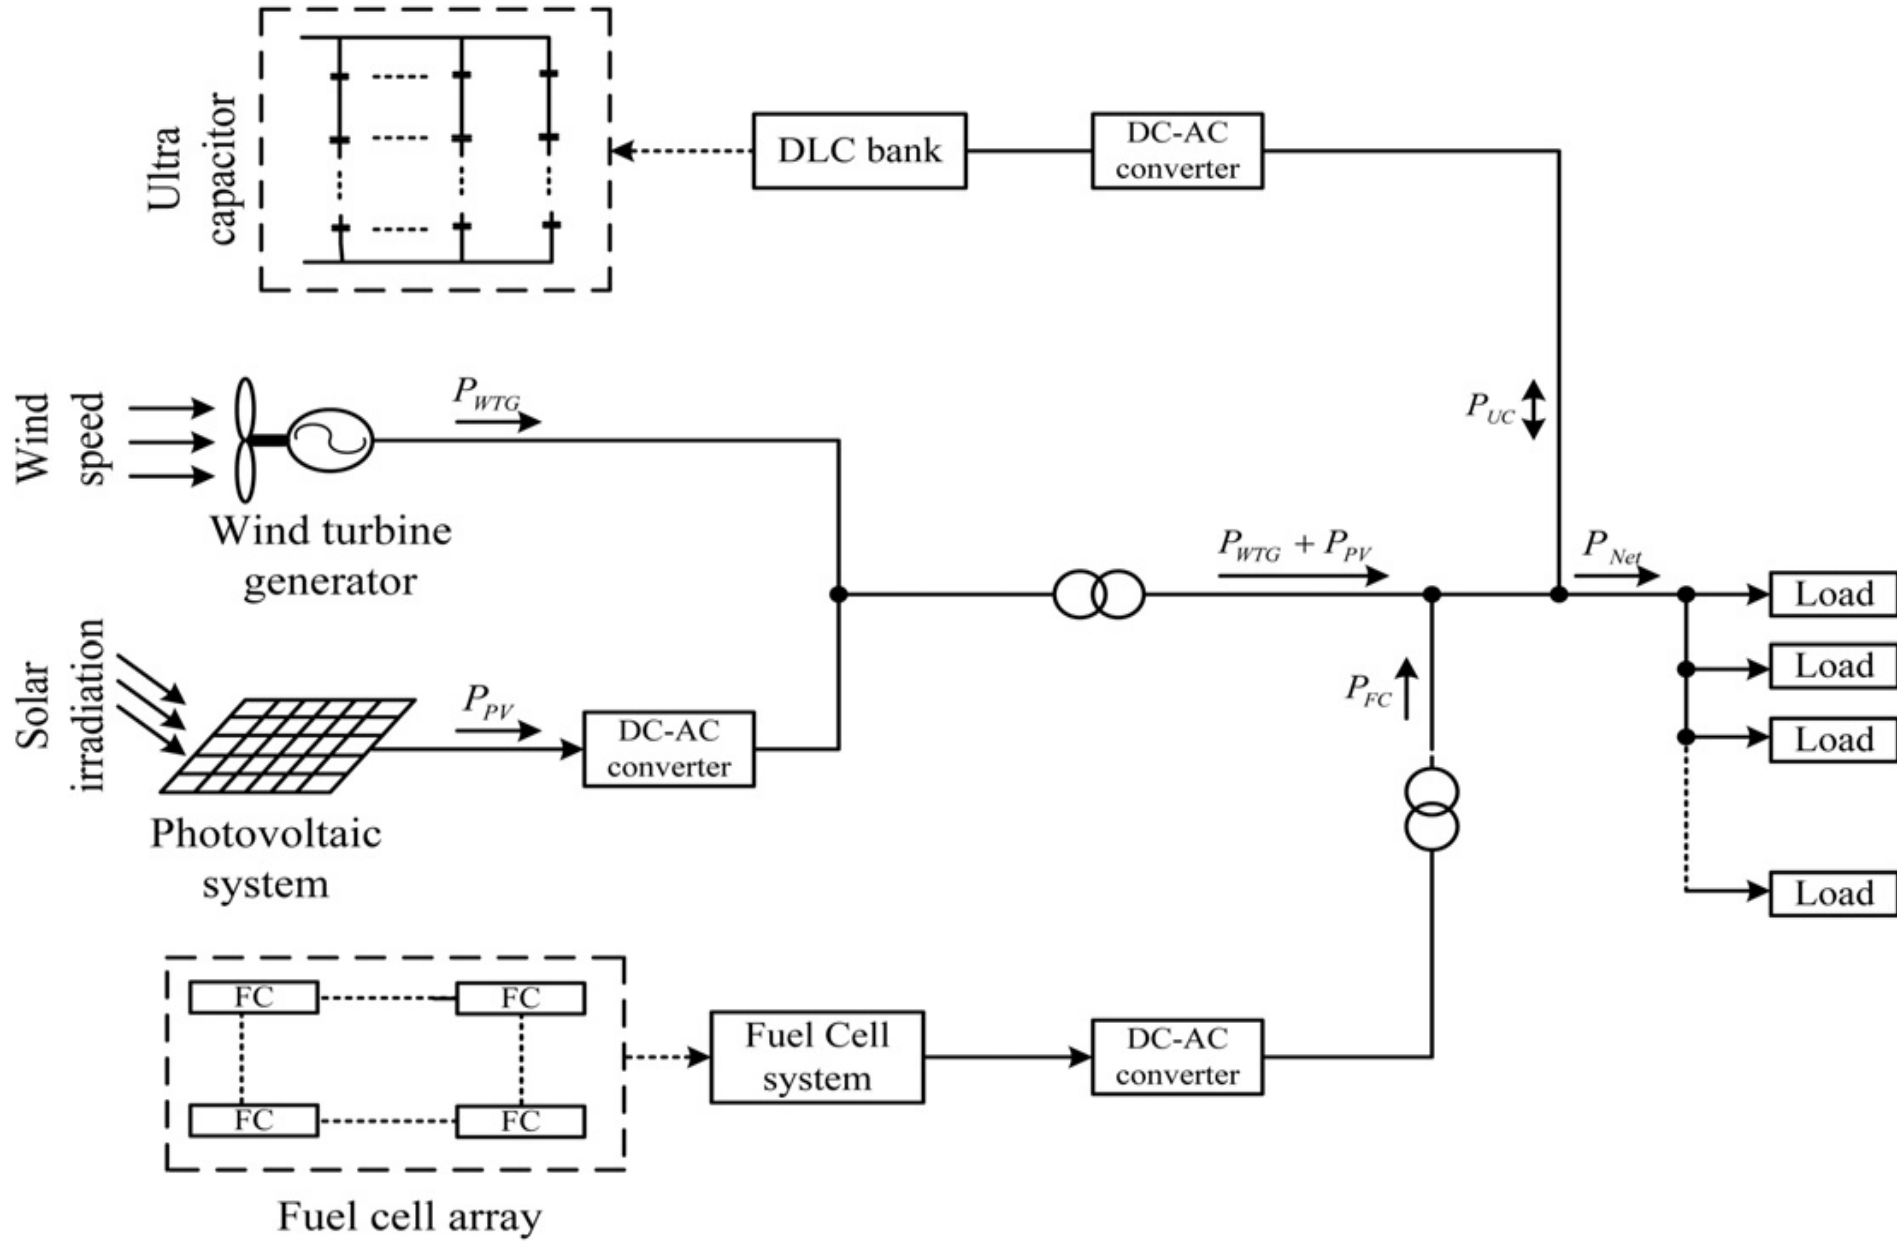 Ultra
capacitor
DLC bank
DC-AC
converter
Wind
speed
P_WTG
P_UC
Wind turbine
generator
P_WTG + P_PV
P_Net
Load
Load
Load
Load
Solar
irradiation
P_PV
DC-AC
converter
P_FC
Photovoltaic
system
FC
FC
FC
FC
Fuel Cell
system
DC-AC
converter
Fuel cell array